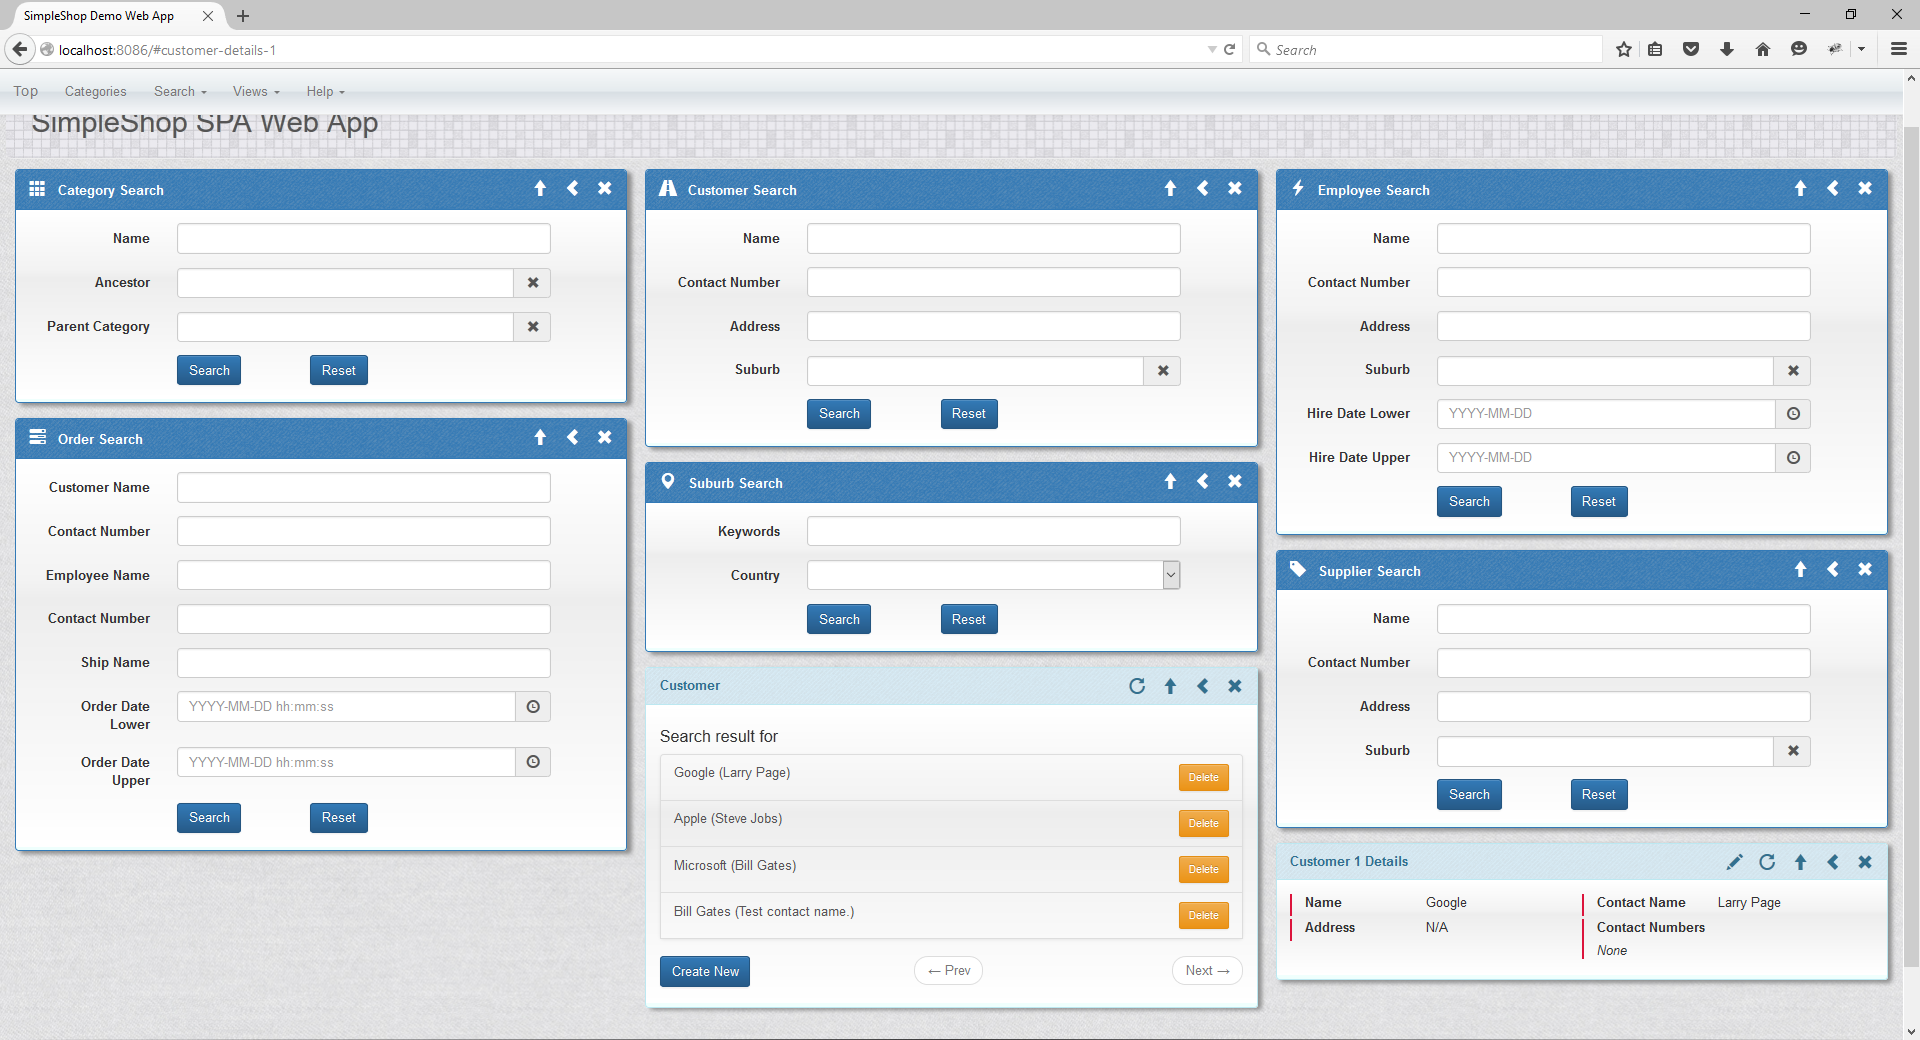 SimpleShop Demo Web App
localhost:8086/#customer-details-1
Search
Top Categories Search Views Help
SimpleShop SPA Web App
Category Search
Name
Ancestor
Parent Category
Search Reset
Order Search
Customer Name
Contact Number
Employee Name
Contact Number
Ship Name
Order Date
Lower
YYYY-MM-DD hh:mm:ss
Order Date
Upper
YYYY-MM-DD hh:mm:ss
Search Reset
Customer Search
Name
Contact Number
Address
Suburb
Search Reset
Suburb Search
Keywords
Country
Search Reset
Customer
Search result for
Google (Larry Page) Delete
Apple (Steve Jobs) Delete
Microsoft (Bill Gates) Delete
Bill Gates (Test contact name.) Delete
Create New ← Prev Next →
Employee Search
Name
Contact Number
Address
Suburb
Hire Date Lower YYYY-MM-DD
Hire Date Upper YYYY-MM-DD
Search Reset
Supplier Search
Name
Contact Number
Address
Suburb
Search Reset
Customer 1 Details
Name Google Contact Name Larry Page
Address N/A Contact Numbers
None